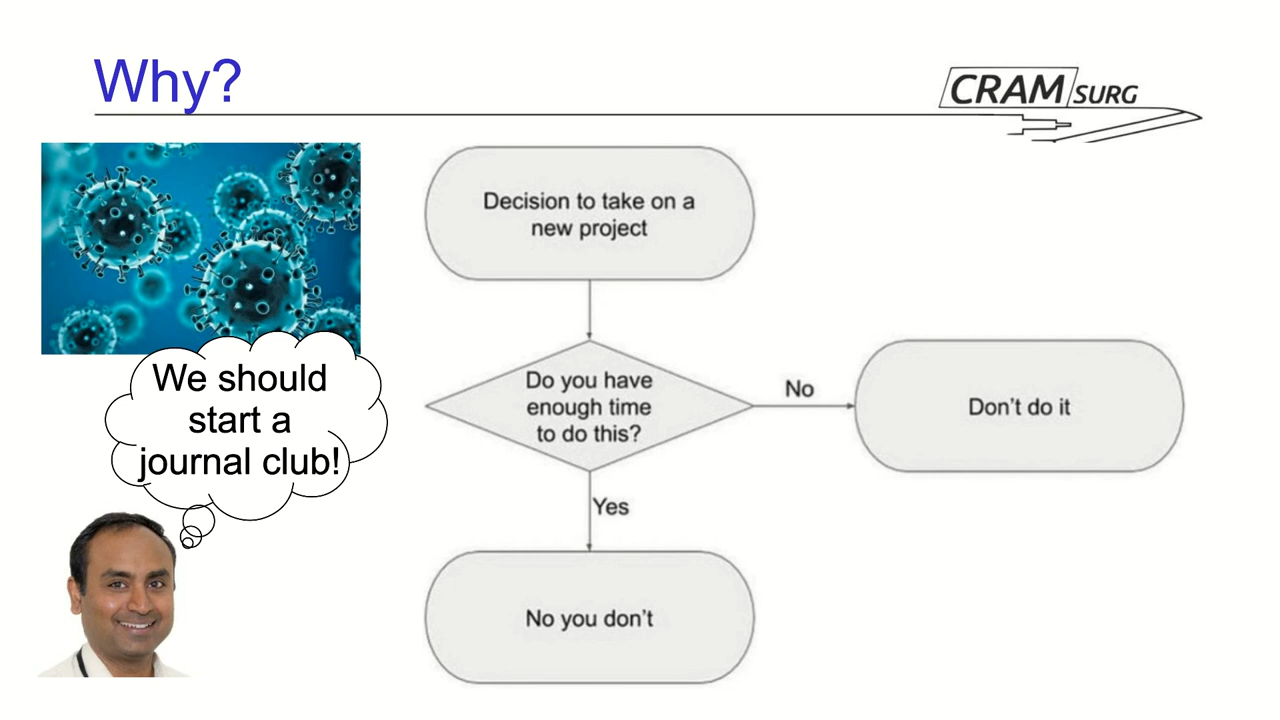 Why?
CRAM SURG
We should
start a
journal club!
Decision to take on a
new project
Do you have
enough time
to do this?
No
Don't do it
Yes
No you don't